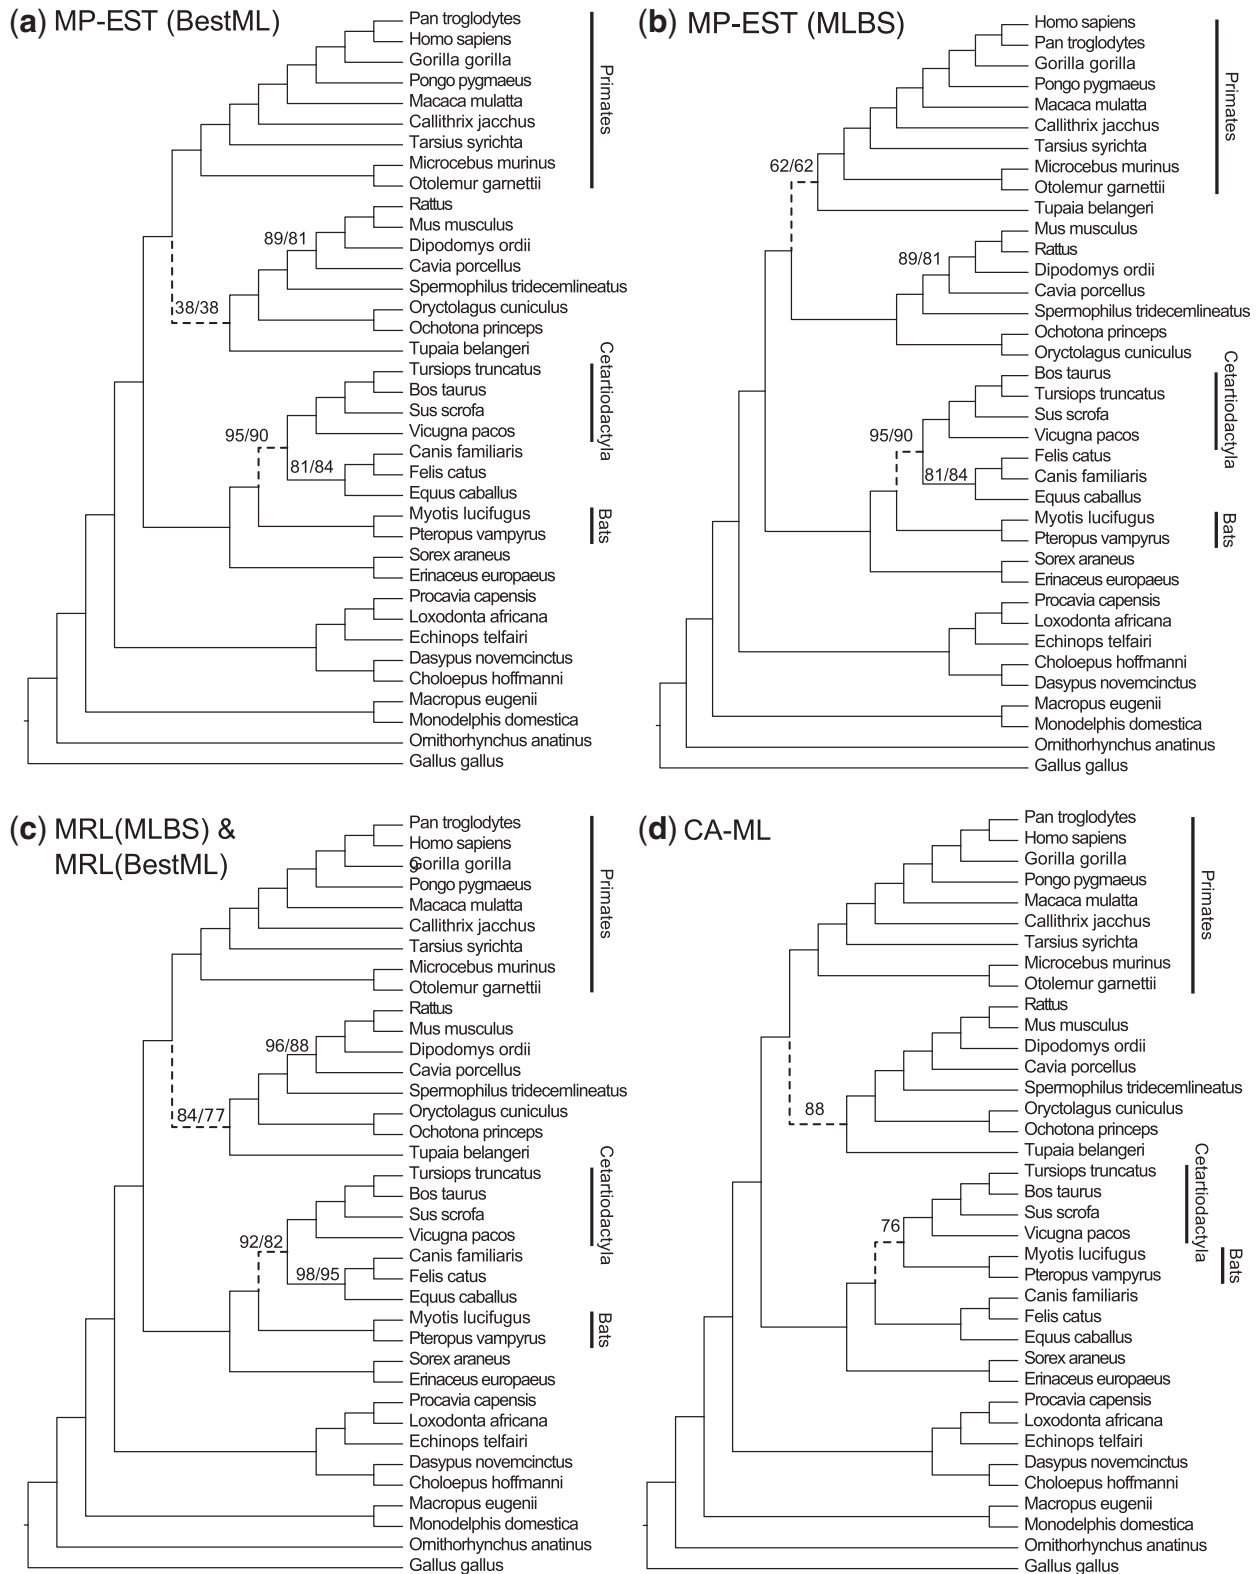 (a) MP-EST (BestML)
Pan troglodytes
Homo sapiens
Gorilla gorilla
Pongo pygmaeus
Macaca mulatta
Callithrix jacchus
Tarsius syrichta
Microcebus murinus
Otolemur garnettii
Primates
Rattus
Mus musculus
89/81
Dipodomys ordii
Cavia porcellus
Spermophilus tridecemlineatus
38/38
Oryctolagus cuniculus
Ochotona princeps
Tupaia belangeri
Tursiops truncatus
Bos taurus
Sus scrofa
Vicugna pacos
Cetartiodactyla
95/90
Canis familiaris
81/84
Felis catus
Equus caballus
Myotis lucifugus
Pteropus vampyrus
Bats
Sorex araneus
Erinaceus europaeus
Procavia capensis
Loxodonta africana
Echinops telfairi
Dasypus novemcinctus
Choloepus hoffmanni
Macropus eugenii
Monodelphis domestica
Ornithorhynchus anatinus
Gallus gallus
(b) MP-EST (MLBS)
Homo sapiens
Pan troglodytes
Gorilla gorilla
Pongo pygmaeus
Macaca mulatta
Callithrix jacchus
Tarsius syrichta
62/62
Microcebus murinus
Otolemur garnettii
Primates
Tupaia belangeri
Mus musculus
Rattus
89/81
Dipodomys ordii
Cavia porcellus
Spermophilus tridecemlineatus
Ochotona princeps
Oryctolagus cuniculus
Bos taurus
Tursiops truncatus
Sus scrofa
Vicugna pacos
Cetartiodactyla
95/90
Felis catus
81/84
Canis familiaris
Equus caballus
Myotis lucifugus
Pteropus vampyrus
Bats
Sorex araneus
Erinaceus europaeus
Procavia capensis
Loxodonta africana
Echinops telfairi
Choloepus hoffmanni
Dasypus novemcinctus
Macropus eugenii
Monodelphis domestica
Ornithorhynchus anatinus
Gallus gallus
(c) MRL(MLBS) &
MRL(BestML)
Pan troglodytes
Homo sapiens
Gorilla gorilla
Pongo pygmaeus
Macaca mulatta
Callithrix jacchus
Tarsius syrichta
Microcebus murinus
Otolemur garnettii
Primates
Rattus
Mus musculus
96/88
Dipodomys ordii
Cavia porcellus
Spermophilus tridecemlineatus
84/77
Oryctolagus cuniculus
Ochotona princeps
Tupaia belangeri
Tursiops truncatus
Bos taurus
Sus scrofa
Vicugna pacos
Cetartiodactyla
92/82
Canis familiaris
98/95
Felis catus
Equus caballus
Myotis lucifugus
Pteropus vampyrus
Bats
Sorex araneus
Erinaceus europaeus
Procavia capensis
Loxodonta africana
Echinops telfairi
Dasypus novemcinctus
Choloepus hoffmanni
Macropus eugenii
Monodelphis domestica
Ornithorhynchus anatinus
Gallus gallus
(d) CA-ML
Pan troglodytes
Homo sapiens
Gorilla gorilla
Pongo pygmaeus
Macaca mulatta
Callithrix jacchus
Tarsius syrichta
Microcebus murinus
Otolemur garnettii
Primates
Rattus
Mus musculus
Dipodomys ordii
Cavia porcellus
Spermophilus tridecemlineatus
88
Oryctolagus cuniculus
Ochotona princeps
Tupaia belangeri
Tursiops truncatus
Bos taurus
Sus scrofa
76
Vicugna pacos
Cetartiodactyla
Myotis lucifugus
Pteropus vampyrus
Bats
Canis familiaris
Felis catus
Equus caballus
Sorex araneus
Erinaceus europaeus
Procavia capensis
Loxodonta africana
Echinops telfairi
Dasypus novemcinctus
Choloepus hoffmanni
Macropus eugenii
Monodelphis domestica
Ornithorhynchus anatinus
Gallus gallus